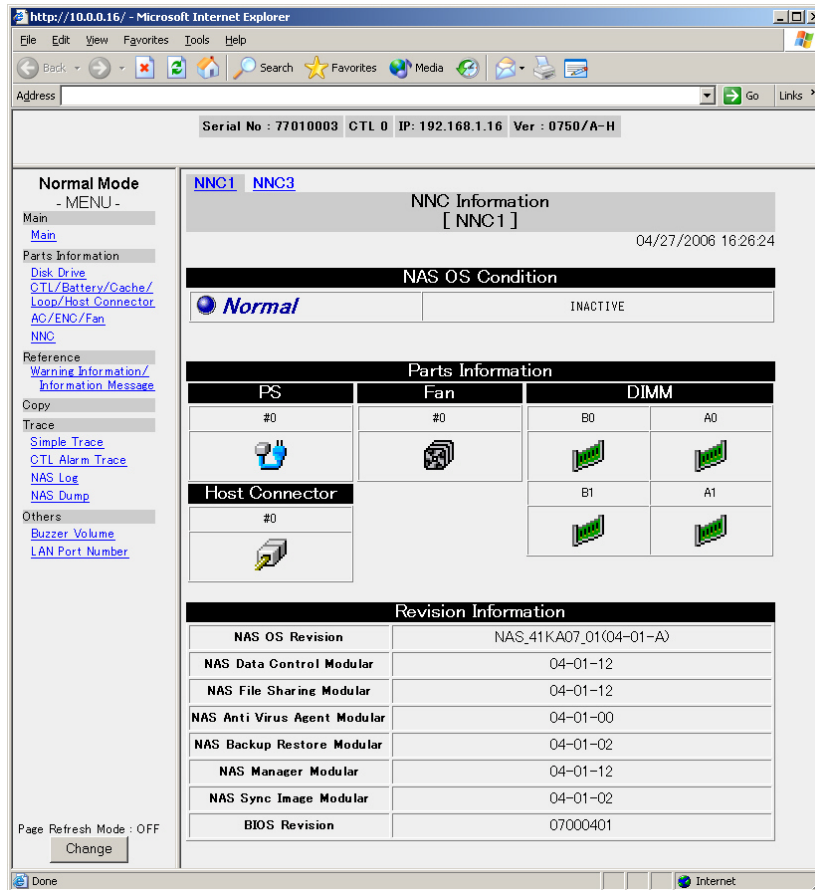 http://10.0.0.16/ - Microsoft Internet Explorer
File Edit View Favorites Tools Help
Back Search Favorites Media
Address Go Links
Serial No : 77010003 CTL 0 IP: 192.168.1.16 Ver : 0750/A-H
Normal Mode
- MENU -
Main
Main
Parts Information
Disk Drive
CTL/Battery/Cache/
Loop/Host Connector
AC/ENC/Fan
NNC
Reference
Warning Information/
Information Message
Copy
Trace
Simple Trace
CTL Alarm Trace
NAS Log
NAS Dump
Others
Buzzer Volume
LAN Port Number
Page Refresh Mode : OFF
Change
NNC1 NNC3
NNC Information
[ NNC1 ]
04/27/2006 16:26:24
NAS OS Condition
Normal INACTIVE
Parts Information
PS Fan DIMM
#0 #0 B0 A0
Host Connector B1 A1
#0
Revision Information
NAS OS Revision NAS_41KA07_01(04-01-A)
NAS Data Control Modular 04-01-12
NAS File Sharing Modular 04-01-12
NAS Anti Virus Agent Modular 04-01-00
NAS Backup Restore Modular 04-01-02
NAS Manager Modular 04-01-12
NAS Sync Image Modular 04-01-02
BIOS Revision 07000401
Done Internet